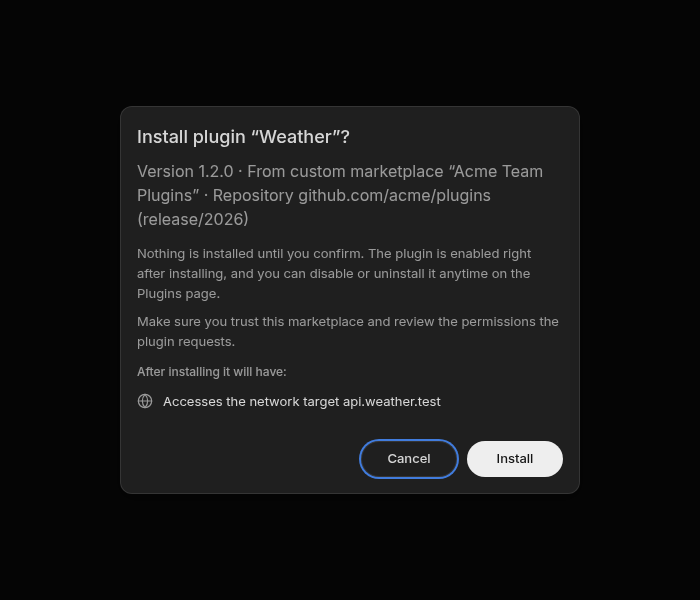 Install plugin “Weather”?
Version 1.2.0 · From custom marketplace “Acme Team
Plugins” · Repository github.com/acme/plugins
(release/2026)
Nothing is installed until you confirm. The plugin is enabled right
after installing, and you can disable or uninstall it anytime on the
Plugins page.
Make sure you trust this marketplace and review the permissions the
plugin requests.
After installing it will have:
Accesses the network target api.weather.test
Cancel
Install